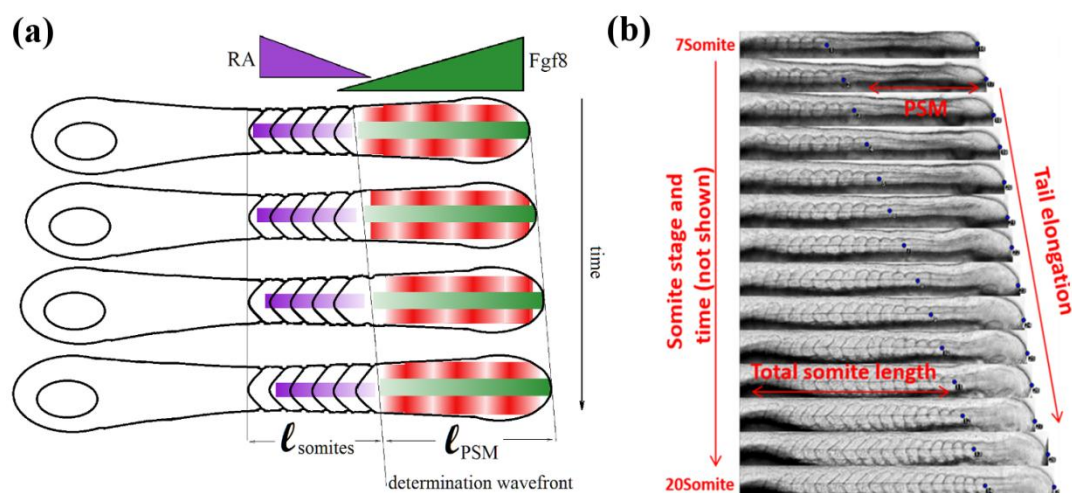 (a)
RA
Fgf8
time
ℓsomites
ℓPSM
determination wavefront
(b)
7Somite
PSM
Somite stage and
time (not shown)
Tail elongation
Total somite length
20Somite